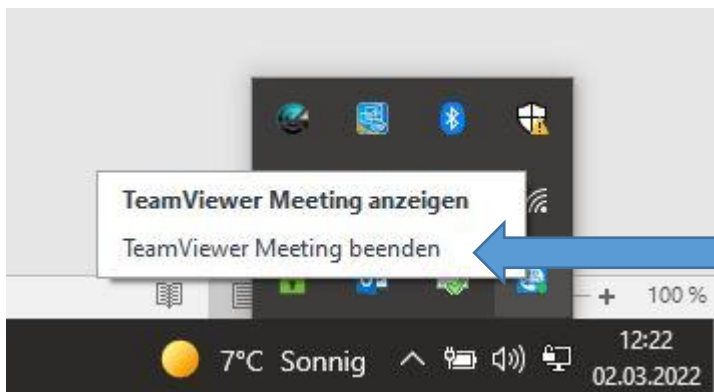 TeamViewer Meeting anzeigen
TeamViewer Meeting beenden
100 %
7°C Sonnig
12:22
02.03.2022